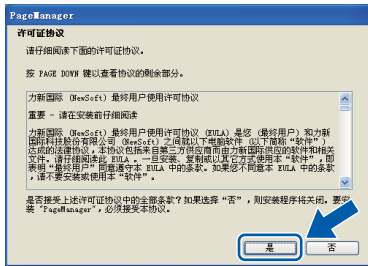 PageManager
许可证协议
请仔细阅读下面的许可证协议。
按 PAGE DOWN 键以查看协议的剩余部分。
力新国际 (NewSoft) 最终用户使用许可协议
重要 - 请在安装前仔细阅读
力新国际 (NewSoft) 最终用户使用许可协议 (EULA) 是您 (最终用户) 和力新
国际科技股份有限公司 (NewSoft) 之间就以下电脑软件 (以下简称“软件”)
达成的法律协议，本协议包括来自第三方供应商而由力新国际供应的软件和相关
文件。请仔细阅读此 EULA 。一旦安装、复制或以其它方式使用本“软件”，即
表明“最终用户”同意遵守本 EULA 中的条款。如果您不同意本 EULA 中的条款
，请不要安装或使用本“软件”。
是否接受上述许可证协议中的全部条款？如果选择“否”，则安装程序将关闭。要安
装 "PageManager"，必须接受本协议。
是
否